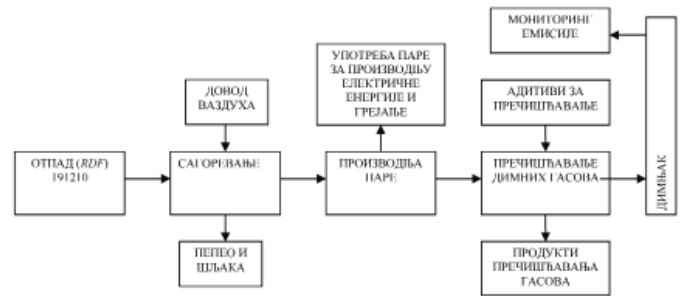 МОНИТОРИНГ
ЕМИСИЈЕ
УПОТРЕБА ПАРЕ
ЗА ПРОИЗВОДЊУ
ЕЛЕКТРИЧНЕ
ЕНЕРГИЈЕ И
ГРЕЈАЊЕ
ДОВОД
ВАЗДУХА
АДИТИВИ ЗА
ПРЕЧИШЋАВАЊЕ
ОТПАД (RDF)
191210
САГОРЕВАЊЕ
ПРОИЗВОДЊА
ПАРЕ
ПРЕЧИШЋАВАЊЕ
ДИМНИХ ГАСОВА
ДИМЊАК
ПЕПЕО И
ШЉАКА
ПРОДУКТИ
ПРЕЧИШЋАВАЊА
ГАСОВА